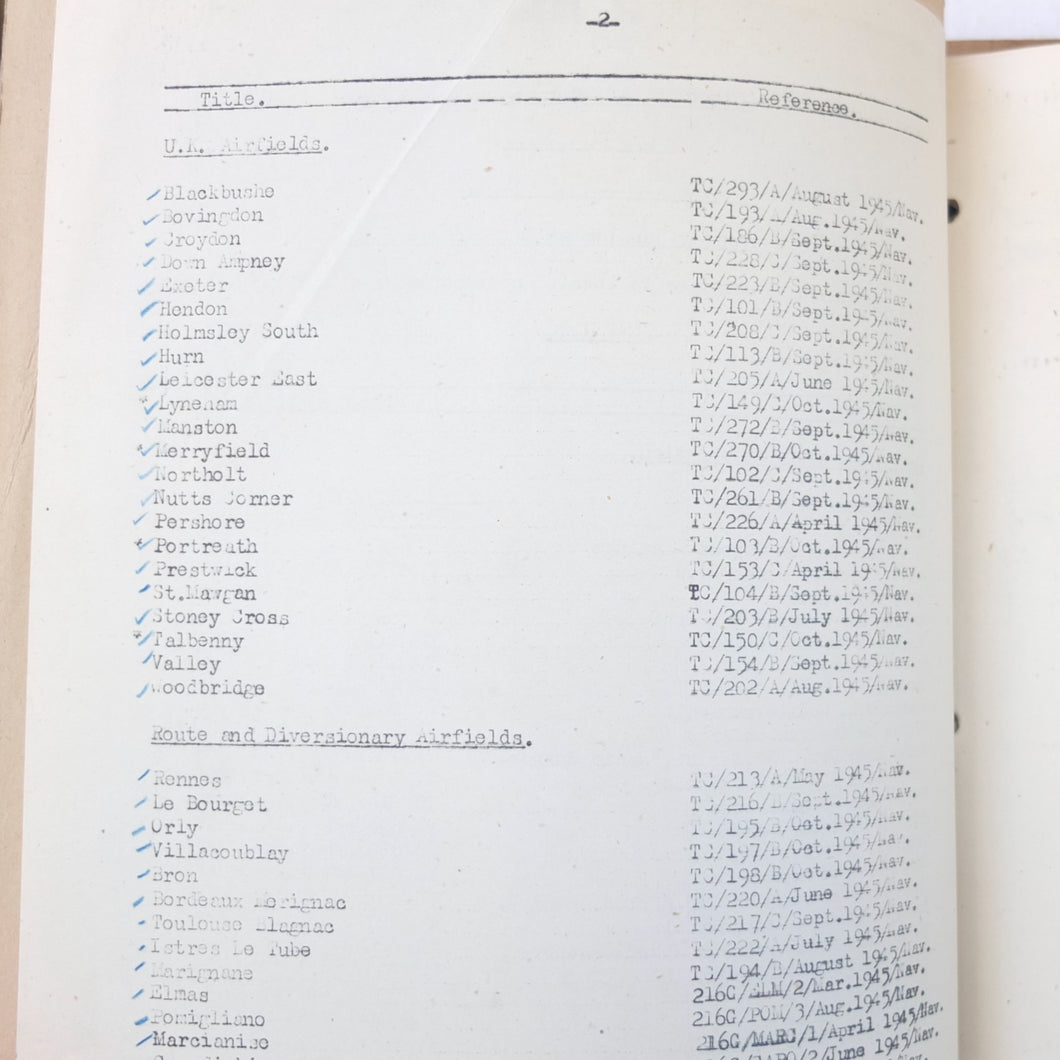 -2-
Title. Reference.
U.K. Airfields.
Blackbushe TC/293/A/August 1945/Nav.
Bovingdon TC/193/A/Aug.1945/Nav.
Croydon TC/186/B/Sept.1945/Nav.
Down Ampney TC/228/C/Sept.1945/Nav.
Exeter TC/223/B/Sept.1945/Nav.
Hendon TC/101/B/Sept.1945/Nav.
Holmsley South TC/208/C/Sept.1945/Nav.
Hurn TC/113/B/Sept.1945/Nav.
Leicester East TC/205/A/June 1945/Nav.
* Lyneham TC/149/C/Oct.1945/Nav.
Manston TC/272/B/Sept.1945/Nav.
* Merryfield TC/270/B/Oct.1945/Nav.
Northolt TC/102/C/Sept.1945/Nav.
Nutts Corner TC/261/B/Sept.1945/Nav.
Pershore TC/226/A/April 1945/Nav.
* Portreath TC/103/B/Oct.1945/Nav.
Prestwick TC/153/C/April 1945/Nav.
St.Mawgan TC/104/B/Sept.1945/Nav.
Stoney Cross TC/203/B/July 1945/Nav.
* Talbenny TC/150/C/Oct.1945/Nav.
Valley TC/154/B/Sept.1945/Nav.
Woodbridge TC/202/A/Aug.1945/Nav.
Route and Diversionary Airfields.
Rennes TC/213/A/May 1945/Nav.
Le Bourget TC/216/B/Sept.1945/Nav.
Orly TC/195/B/Oct.1945/Nav.
Villacoublay TC/197/B/Oct.1945/Nav.
Bron TC/198/B/Oct.1945/Nav.
Bordeaux Merignac TC/220/A/June 1945/Nav.
Toulouse Blagnac TC/217/C/Sept.1945/Nav.
Istres Le Tube TC/222/A/July 1945/Nav.
Marignane TC/194/B/August 1945/Nav.
Elmas 216G/ELM/2/Mar.1945/Nav.
Pomigliano 216G/POM/3/Aug.1945/Nav.
Marcianise 216G/MARC/1/April 1945/Nav.